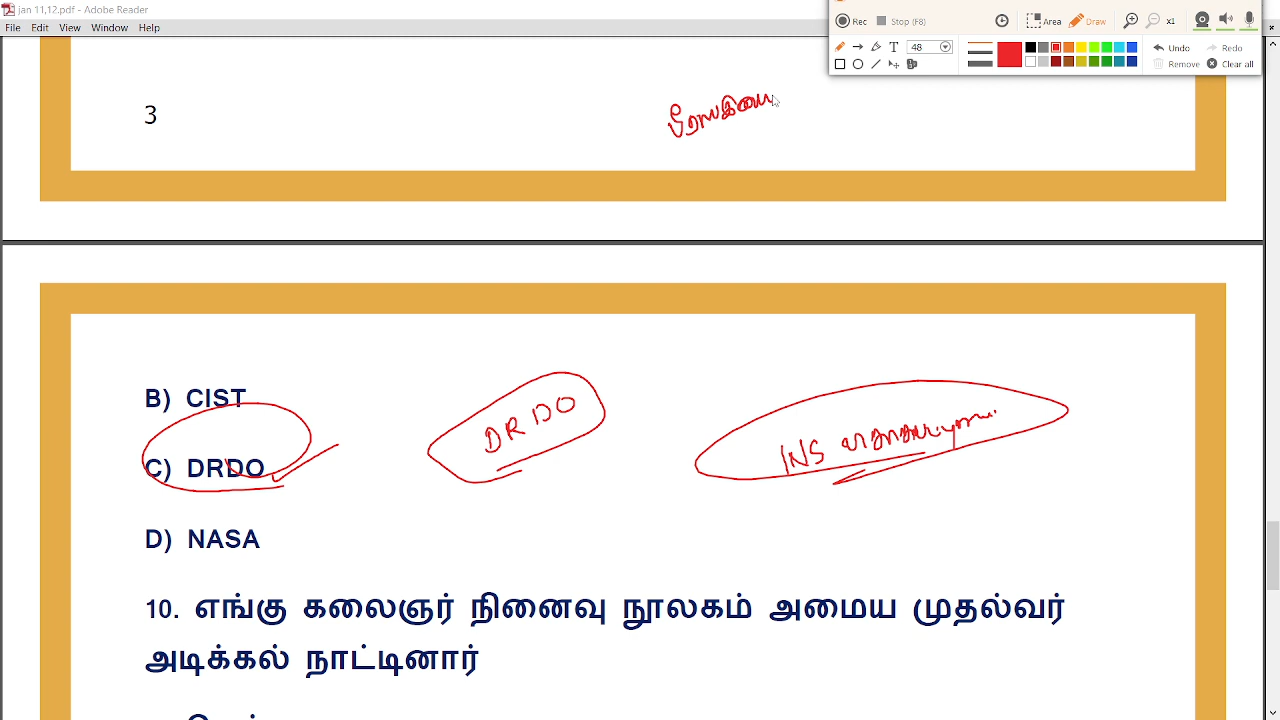 jan 11,12.pdf - Adobe Reader
File Edit View Window Help
Rec Stop (F8) Area Draw x1
T 48 Undo Redo
Remove Clear all
3
B) CIST
C) DRDO
DRDO
INS
D) NASA
10. எங்கு கலைஞர் நினைவு நூலகம் அமைய முதல்வர்
அடிக்கல் நாட்டினார்